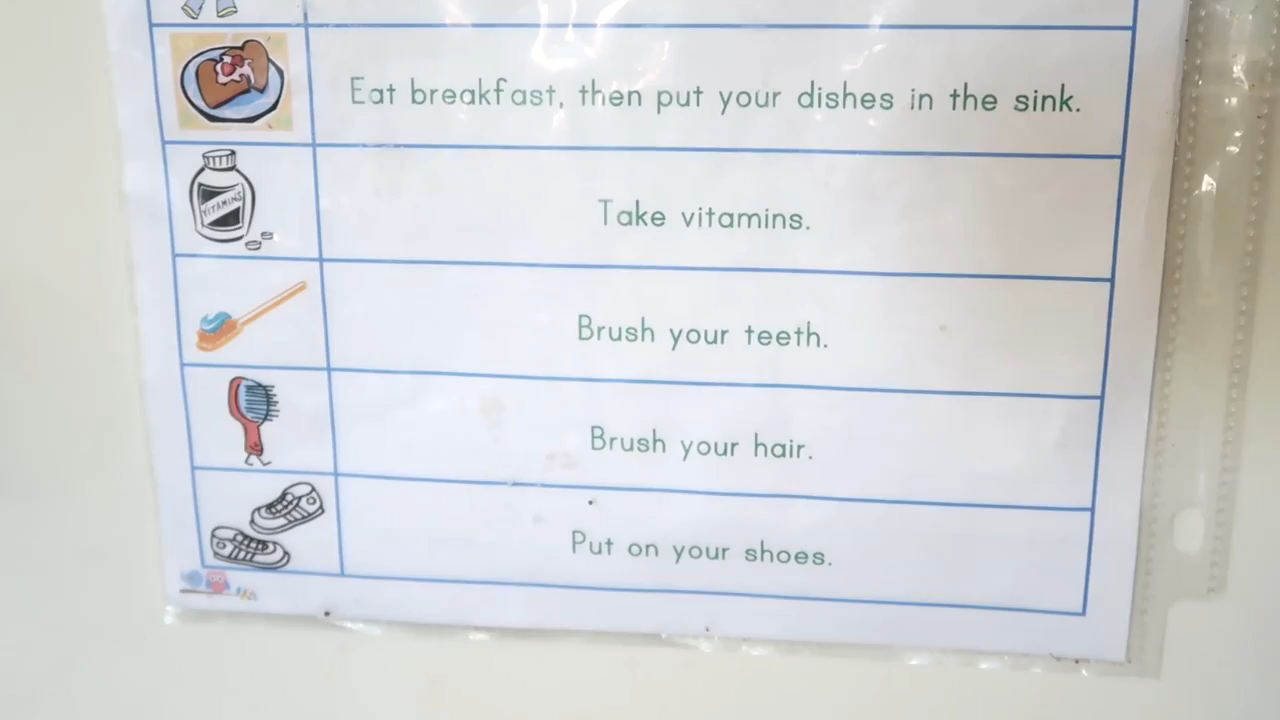 Eat breakfast, then put your dishes in the sink.
VITAMINS
Take vitamins.
Brush your teeth.
Brush your hair.
Put on your shoes.